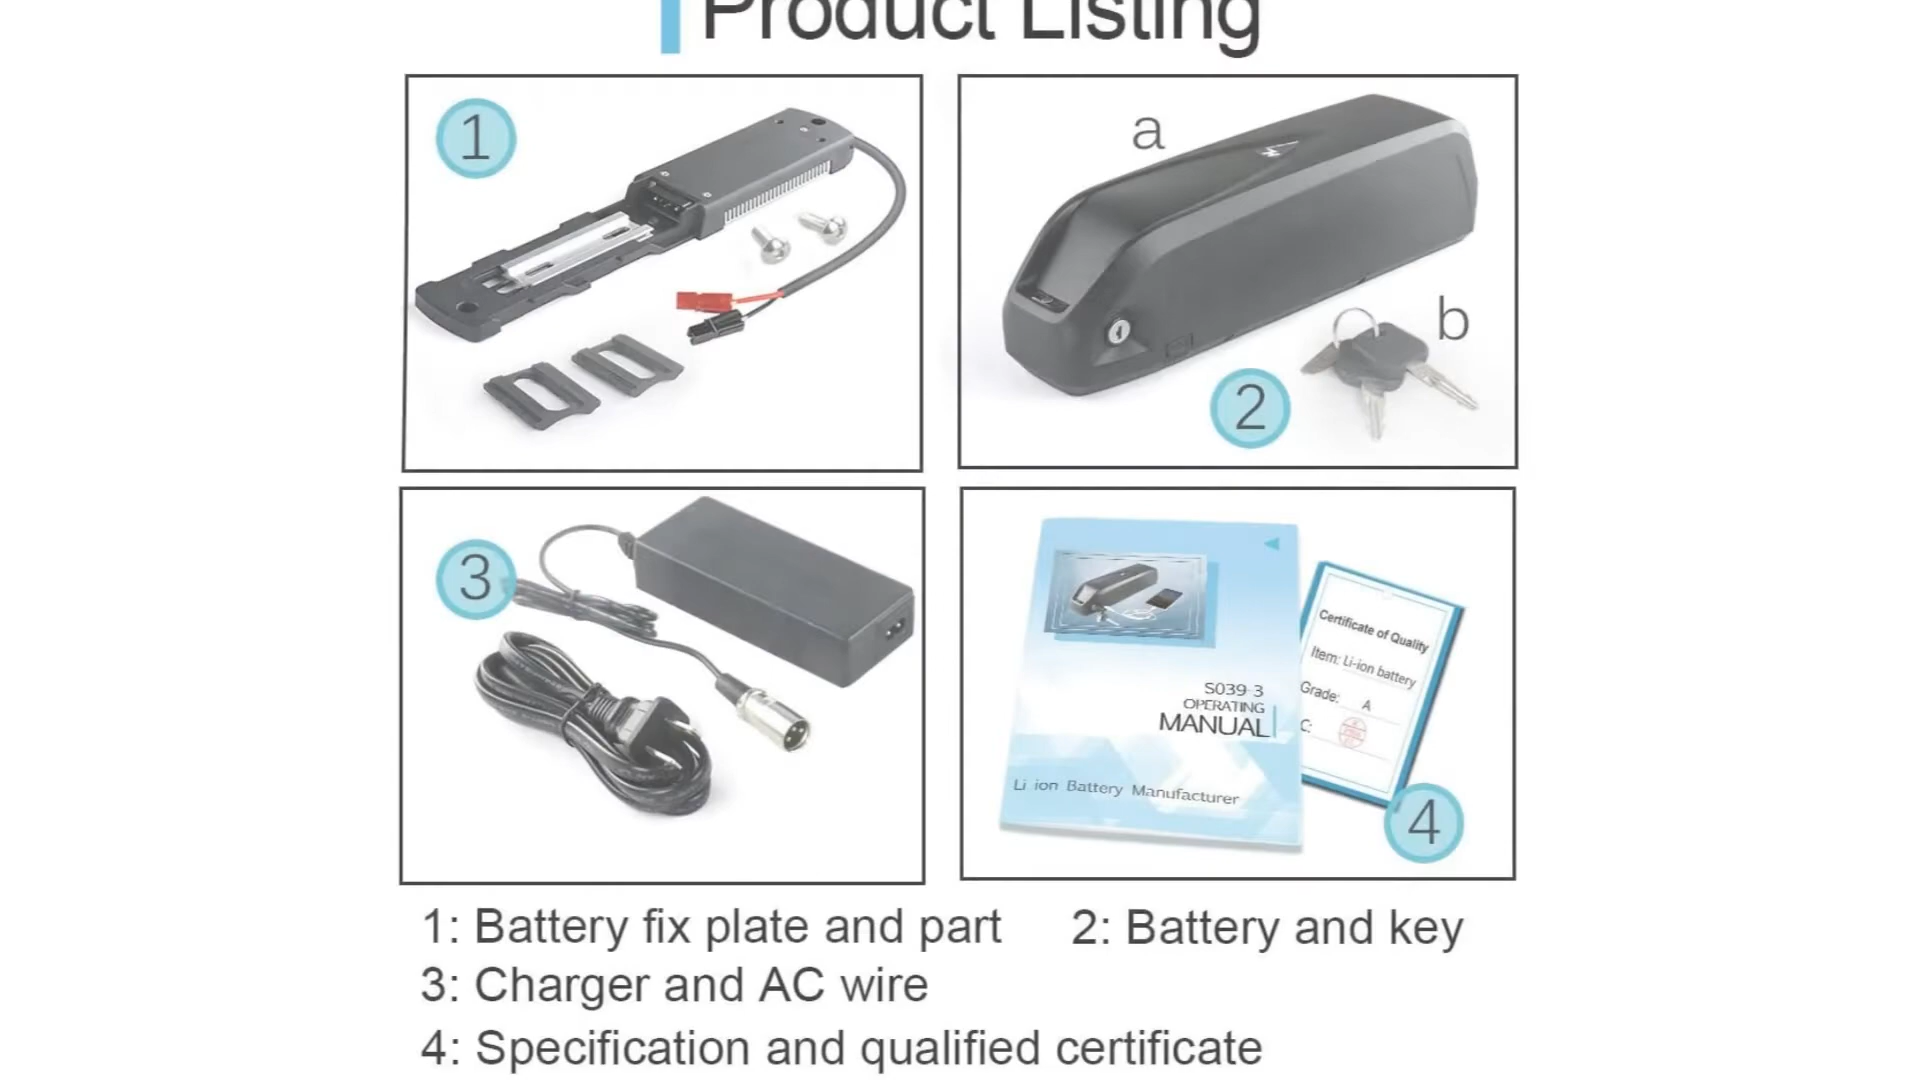 Product Listing
1
a
b
2
3
S039-3
OPERATING
MANUAL
Li ion Battery Manufacturer
Certificate of Quality
Item: Li-ion battery
Grade: A
C:
4
1: Battery fix plate and part
2: Battery and key
3: Charger and AC wire
4: Specification and qualified certificate